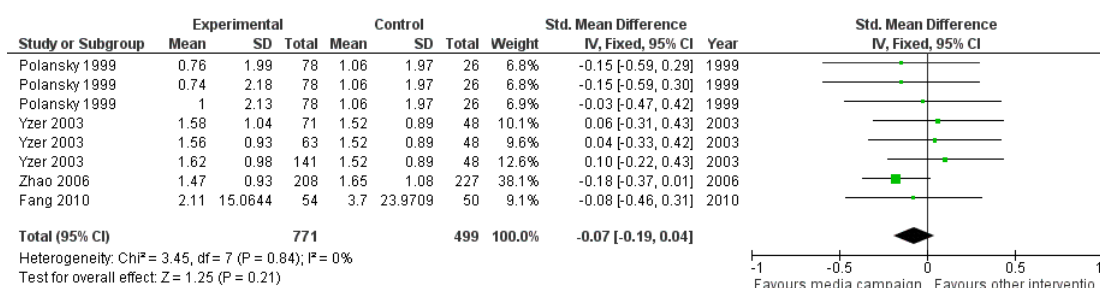 Experimental Control Std. Mean Difference Std. Mean Difference
Study or Subgroup Mean SD Total Mean SD Total Weight IV, Fixed, 95% CI Year IV, Fixed, 95% CI
Polansky 1999 0.76 1.99 78 1.06 1.97 26 6.8% -0.15 [-0.59, 0.29] 1999
Polansky 1999 0.74 2.18 78 1.06 1.97 26 6.8% -0.15 [-0.59, 0.30] 1999
Polansky 1999 1 2.13 78 1.06 1.97 26 6.8% -0.03 [-0.47, 0.42] 1999
Yzer 2003 1.58 1.04 71 1.52 0.89 48 10.1% 0.06 [-0.31, 0.43] 2003
Yzer 2003 1.56 0.93 63 1.52 0.89 48 9.6% 0.04 [-0.33, 0.42] 2003
Yzer 2003 1.62 0.98 141 1.52 0.89 48 12.6% 0.10 [-0.22, 0.43] 2003
Zhao 2006 1.47 0.93 208 1.65 1.08 227 38.1% -0.18 [-0.37, 0.01] 2006
Fang 2010 2.11 15.0644 54 3.7 23.9709 50 9.1% -0.08 [-0.46, 0.31] 2010
Total (95% CI) 771 499 100.0% -0.07 [-0.19, 0.04]
Heterogeneity: Chi² = 3.45, df = 7 (P = 0.84); I² = 0%
Test for overall effect: Z = 1.25 (P = 0.21)
-1 -0.5 0 0.5 1
Favours media campaign Favours other interventio